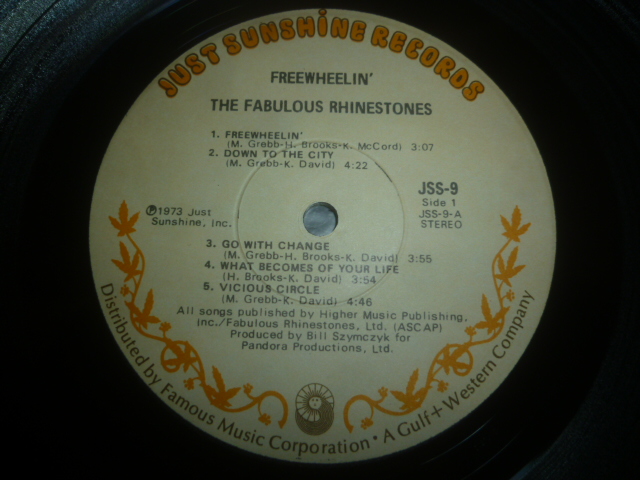 JUST SUNSHINE RECORDS
FREEWHEELIN'
THE FABULOUS RHINESTONES
1. FREEWHEELIN'
(M. Grebb-H. Brooks-K. McCord) 3:07
2. DOWN TO THE CITY
(M. Grebb-K. David) 4:22
JSS-9
Side 1
JSS-9-A
STEREO
℗1973 Just
Sunshine, Inc.
3. GO WITH CHANGE
(M. Grebb-H. Brooks-K. David) 3:55
4. WHAT BECOMES OF YOUR LIFE
(H. Brooks-K. David) 3:54
5. VICIOUS CIRCLE
(M. Grebb-K. David) 4:46
All songs published by Higher Music Publishing,
Inc./Fabulous Rhinestones, Ltd. (ASCAP)
Produced by Bill Szymczyk for
Pandora Productions, Ltd.
Distributed by Famous Music Corporation • A Gulf+Western Company